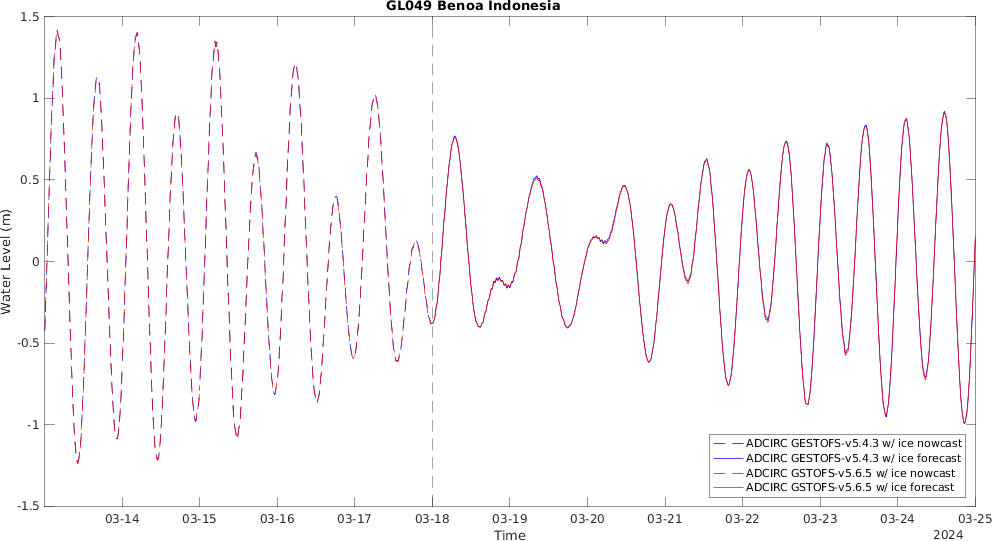 GL049 Benoa Indonesia
1.5
1
0.5
0
-0.5
-1
-1.5
Water Level (m)
03-14 03-15 03-16 03-17 03-18 03-19 03-20 03-21 03-22 03-23 03-24 03-25
Time
2024
ADCIRC GESTOFS-v5.4.3 w/ ice nowcast
ADCIRC GESTOFS-v5.4.3 w/ ice forecast
ADCIRC GSTOFS-v5.6.5 w/ ice nowcast
ADCIRC GSTOFS-v5.6.5 w/ ice forecast